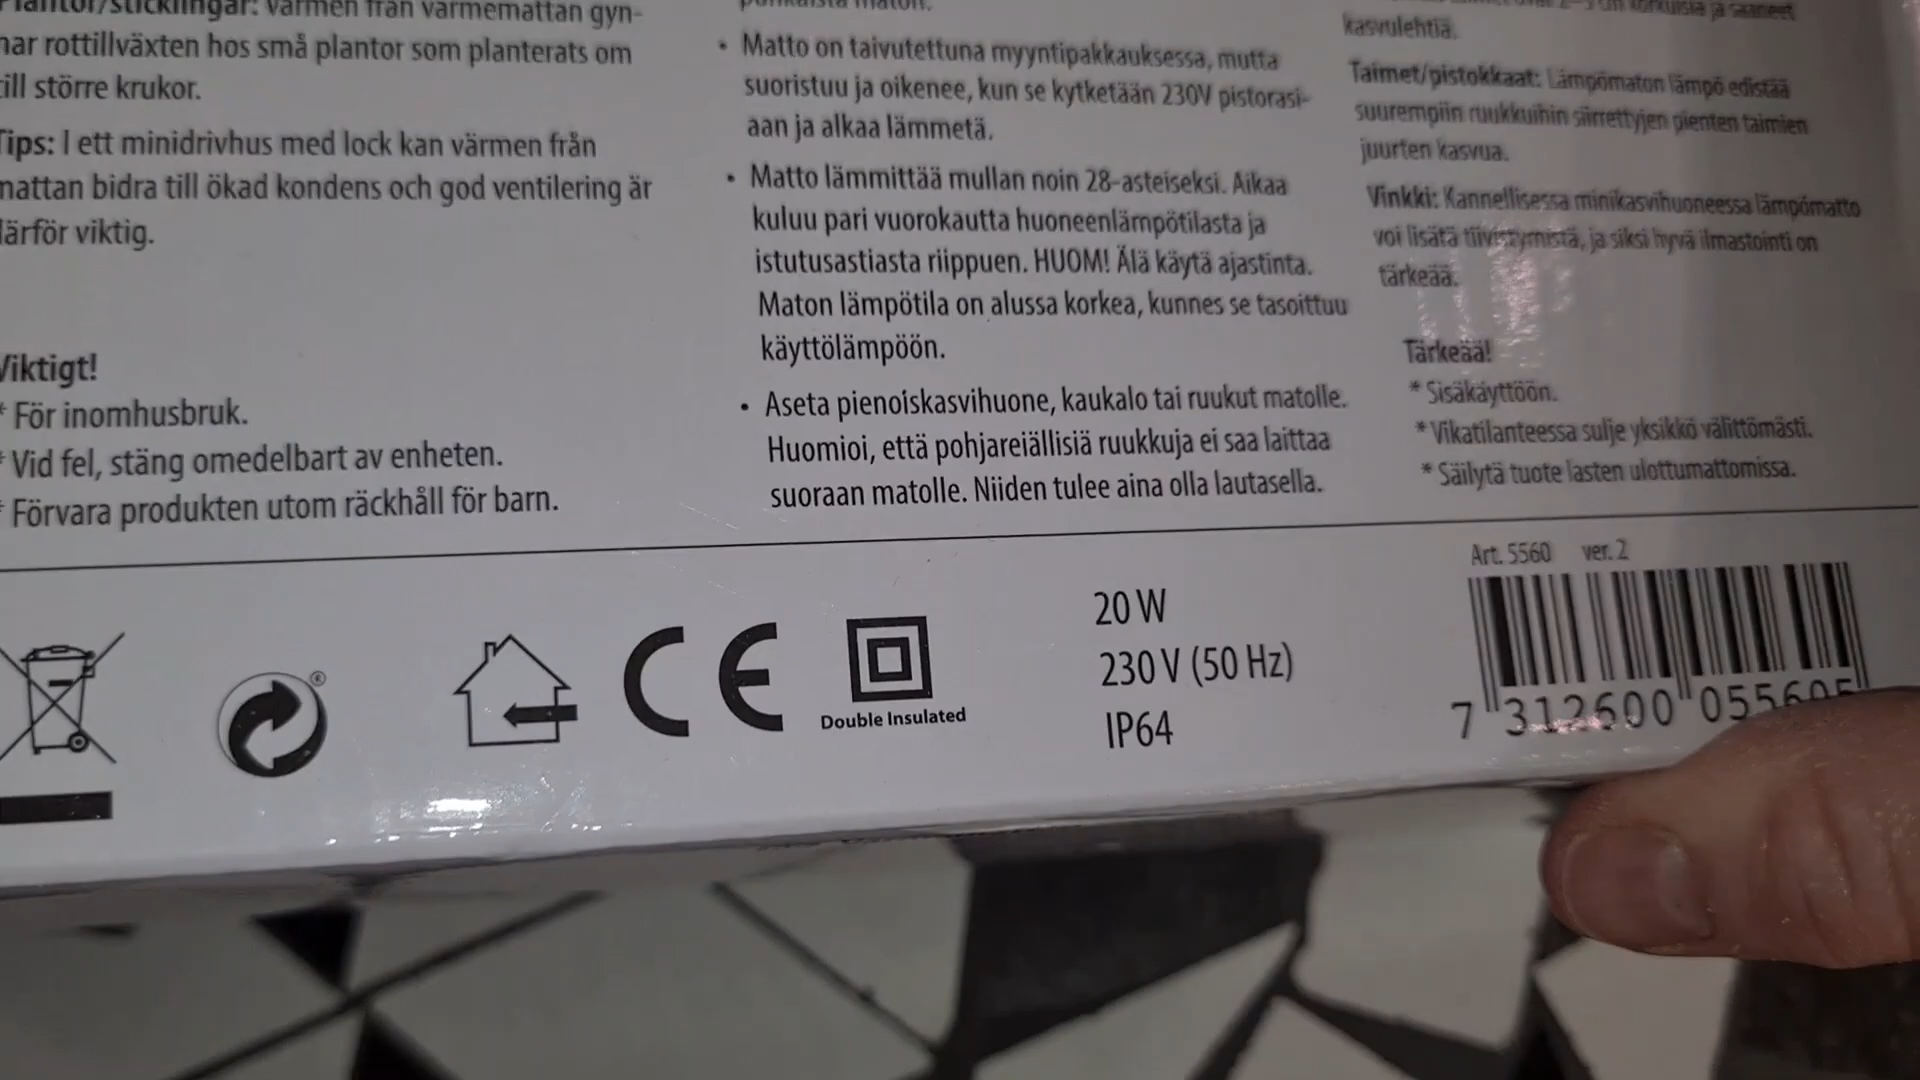 Plantor/sticklingar: Värmen från värmemattan gyn-
nar rottillväxten hos små plantor som planterats om
till större krukor.
Tips: I ett minidrivhus med lock kan värmen från
mattan bidra till ökad kondens och god ventilering är
därför viktig.
Viktigt!
* För inomhusbruk.
* Vid fel, stäng omedelbart av enheten.
* Förvara produkten utom räckhåll för barn.
• Matto on taivutettuna myyntipakkauksessa, mutta
suoristuu ja oikenee, kun se kytketään 230V pistorasi-
aan ja alkaa lämmetä.
• Matto lämmittää mullan noin 28-asteiseksi. Aikaa
kuluu pari vuorokautta huoneenlämpötilasta ja
istutusastiasta riippuen. HUOM! Älä käytä ajastinta.
Maton lämpötila on alussa korkea, kunnes se tasoittuu
käyttölämpöön.
• Aseta pienoiskasvihuone, kaukalo tai ruukut matolle.
Huomioi, että pohjareiällisiä ruukkuja ei saa laittaa
suoraan matolle. Niiden tulee aina olla lautasella.
kasvulehtiä.
Taimet/pistokkaat: Lämpömaton lämpö edistää
suurempiin ruukkuihin siirrettyjen pienten taimien
juurten kasvua.
Vinkki: Kannellisessa minikasvihuoneessa lämpömatto
voi lisätä tiivistymistä, ja siksi hyvä ilmastointi on
tärkeää.
Tärkeää!
* Sisäkäyttöön.
* Vikatilanteessa sulje yksikkö välittömästi.
* Säilytä tuote lasten ulottumattomissa.
CE
Double Insulated
20 W
230 V (50 Hz)
IP64
Art. 5560 ver. 2
7 312600 055605